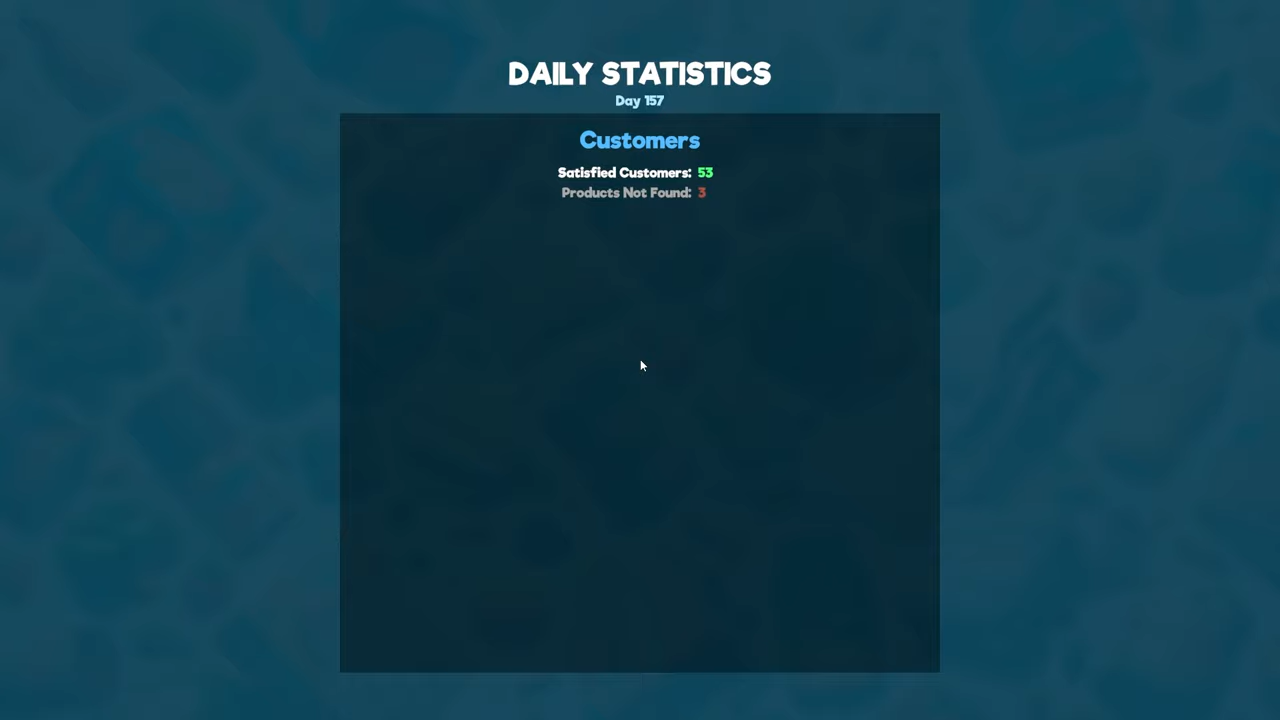 DAILY STATISTICS
Day 157
Customers
Satisfied Customers: 53
Products Not Found: 3